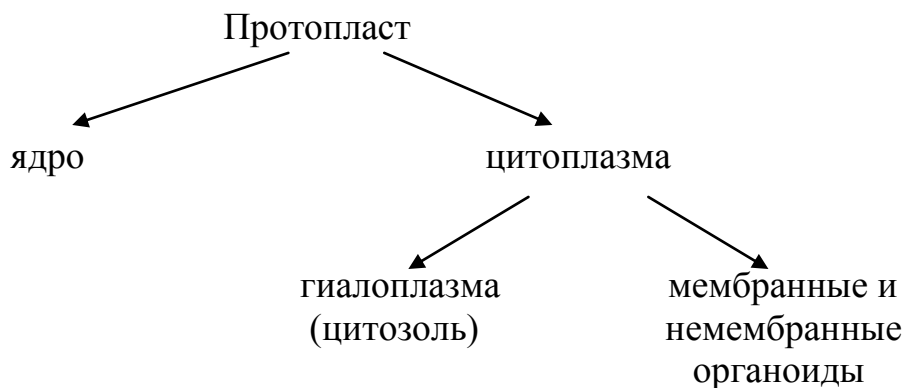 Протопласт
ядро
цитоплазма
гиалоплазма
(цитозоль)
мембранные и
немембранные
органоиды